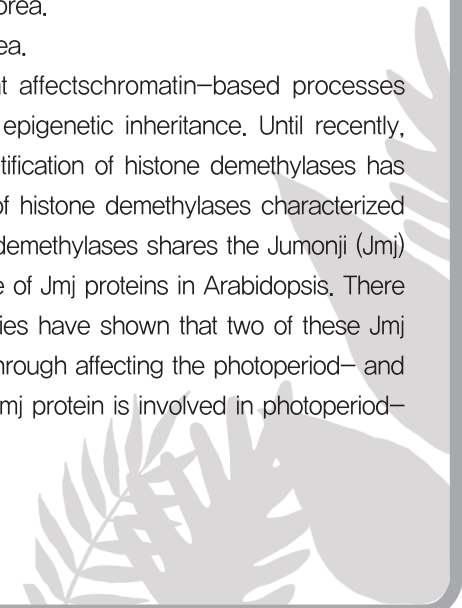 orea.
ea.
t affectschromatin–based processes
epigenetic inheritance. Until recently,
tification of histone demethylases has
of histone demethylases characterized
demethylases shares the Jumonji (Jmj)
e of Jmj proteins in Arabidopsis. There
ies have shown that two of these Jmj
hrough affecting the photoperiod– and
mj protein is involved in photoperiod–